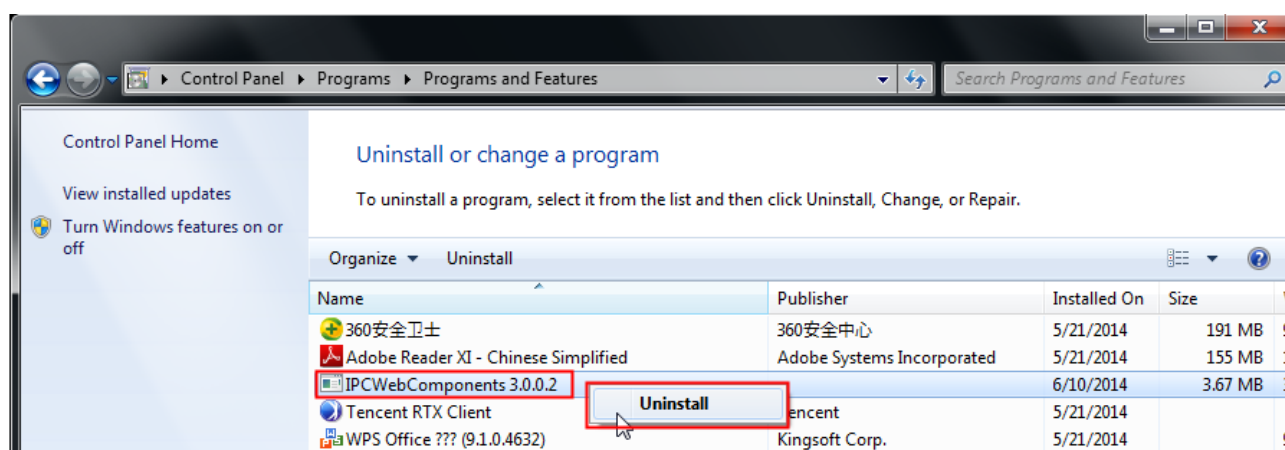 Control Panel Programs Programs and Features Search Programs and Features
Control Panel Home
View installed updates
Turn Windows features on or
off
Uninstall or change a program
To uninstall a program, select it from the list and then click Uninstall, Change, or Repair.
Organize Uninstall
Name Publisher Installed On Size
360安全卫士 360安全中心 5/21/2014 191 MB
Adobe Reader XI - Chinese Simplified Adobe Systems Incorporated 5/21/2014 155 MB
IPCWebComponents 3.0.0.2 6/10/2014 3.67 MB
Uninstall
Tencent RTX Client encent 5/21/2014
WPS Office ??? (9.1.0.4632) Kingsoft Corp. 5/21/2014